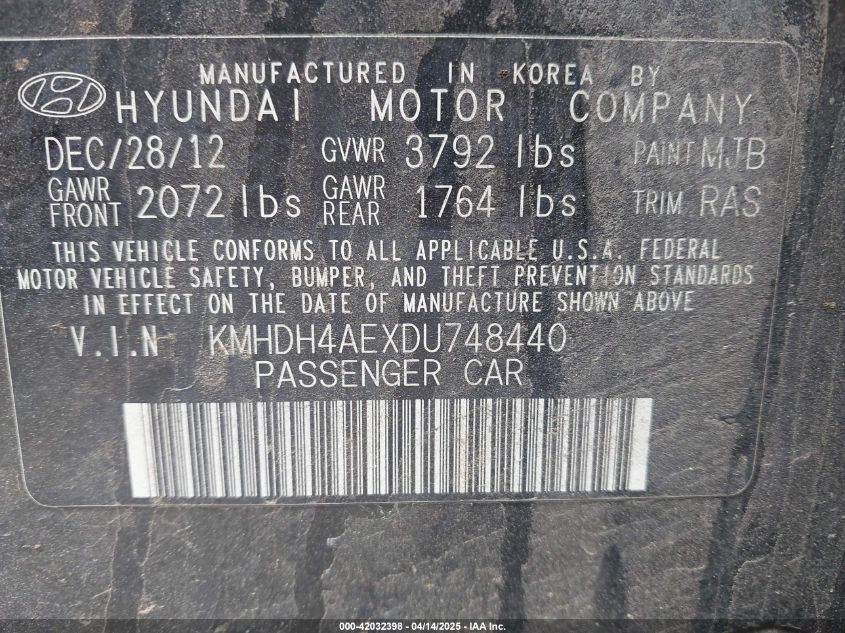 MANUFACTURED IN KOREA BY
HYUNDAI MOTOR COMPANY
DEC/28/12 GVWR 3792 lbs PAINT MJB
GAWR FRONT 2072 lbs GAWR REAR 1764 lbs TRIM RAS
THIS VEHICLE CONFORMS TO ALL APPLICABLE U.S.A. FEDERAL
MOTOR VEHICLE SAFETY, BUMPER, AND THEFT PREVENTION STANDARDS
IN EFFECT ON THE DATE OF MANUFACTURE SHOWN ABOVE.
V.I.N KMHDH4AEXDU748440
PASSENGER CAR
000-42032398 - 04/14/2025 - IAA Inc.